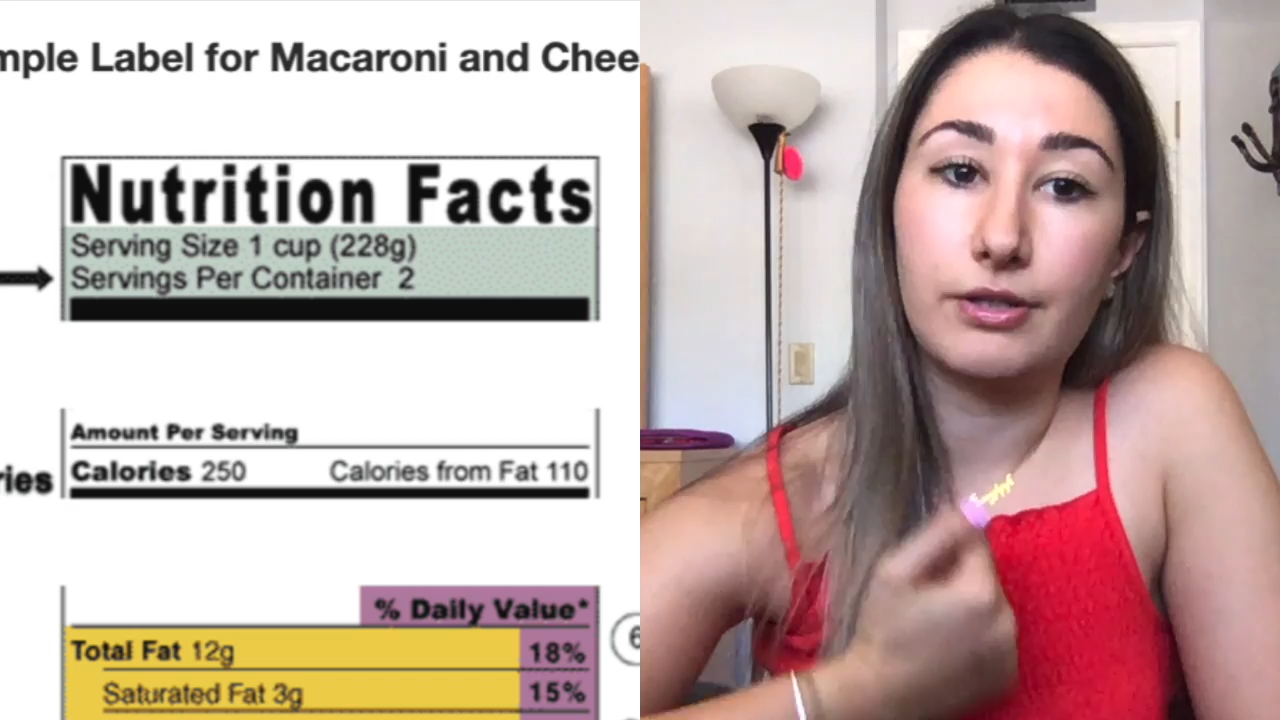 mple Label for Macaroni and Chee
Nutrition Facts
Serving Size 1 cup (228g)
Servings Per Container 2
Amount Per Serving
Calories 250 Calories from Fat 110
ries
% Daily Value*
Total Fat 12g 18%
6
Saturated Fat 3g 15%